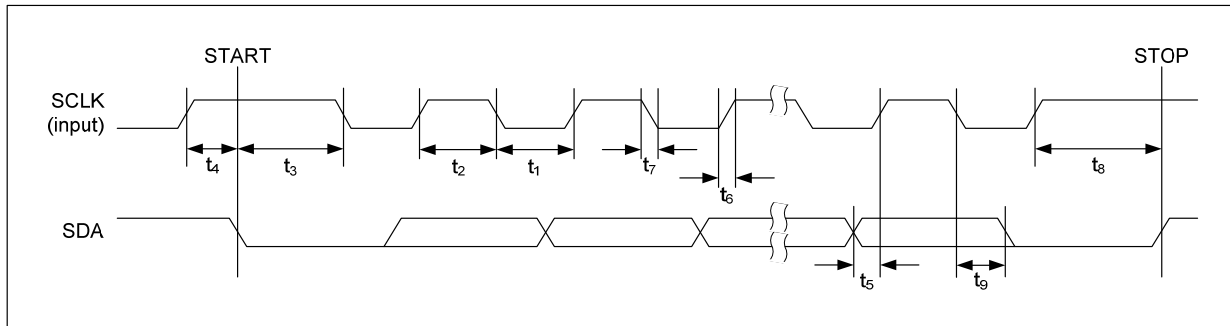 START STOP
SCLK
(input)
t4 t3 t2 t1 t7 t6 t8
SDA
t5 t9